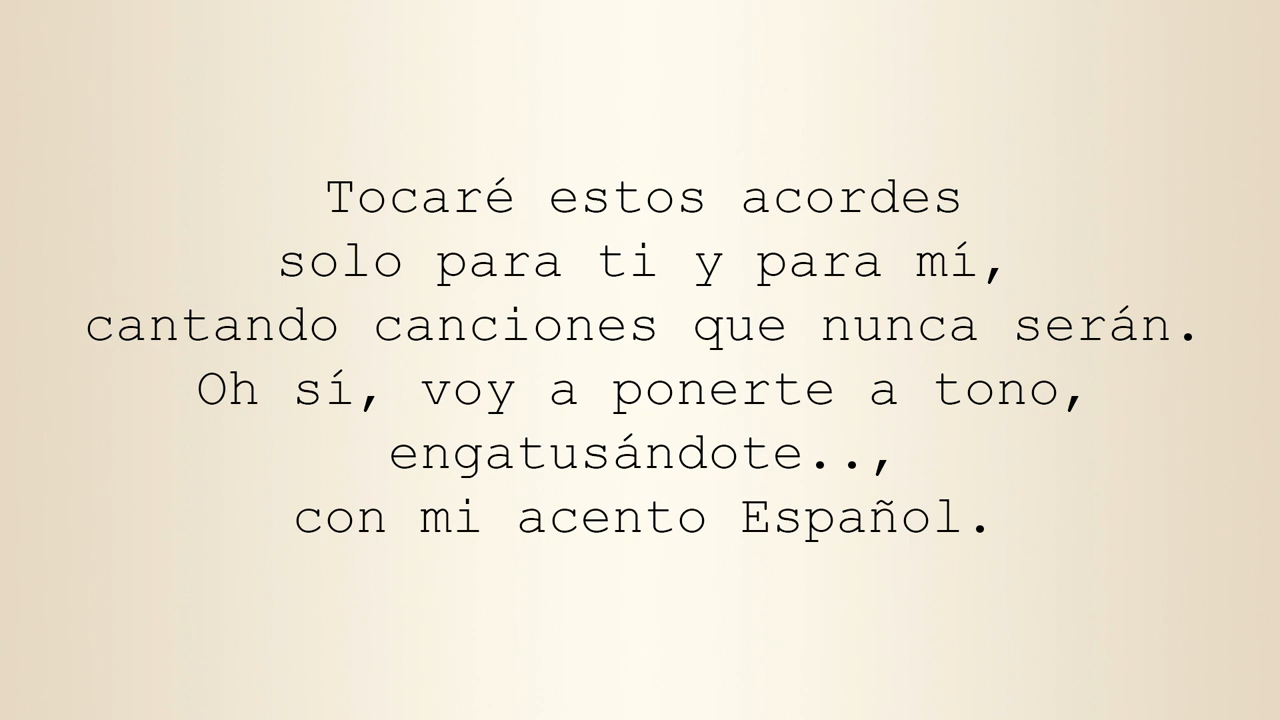 Tocaré estos acordes
solo para ti y para mí,
cantando canciones que nunca serán.
Oh sí, voy a ponerte a tono,
engatusándote..,
con mi acento Español.